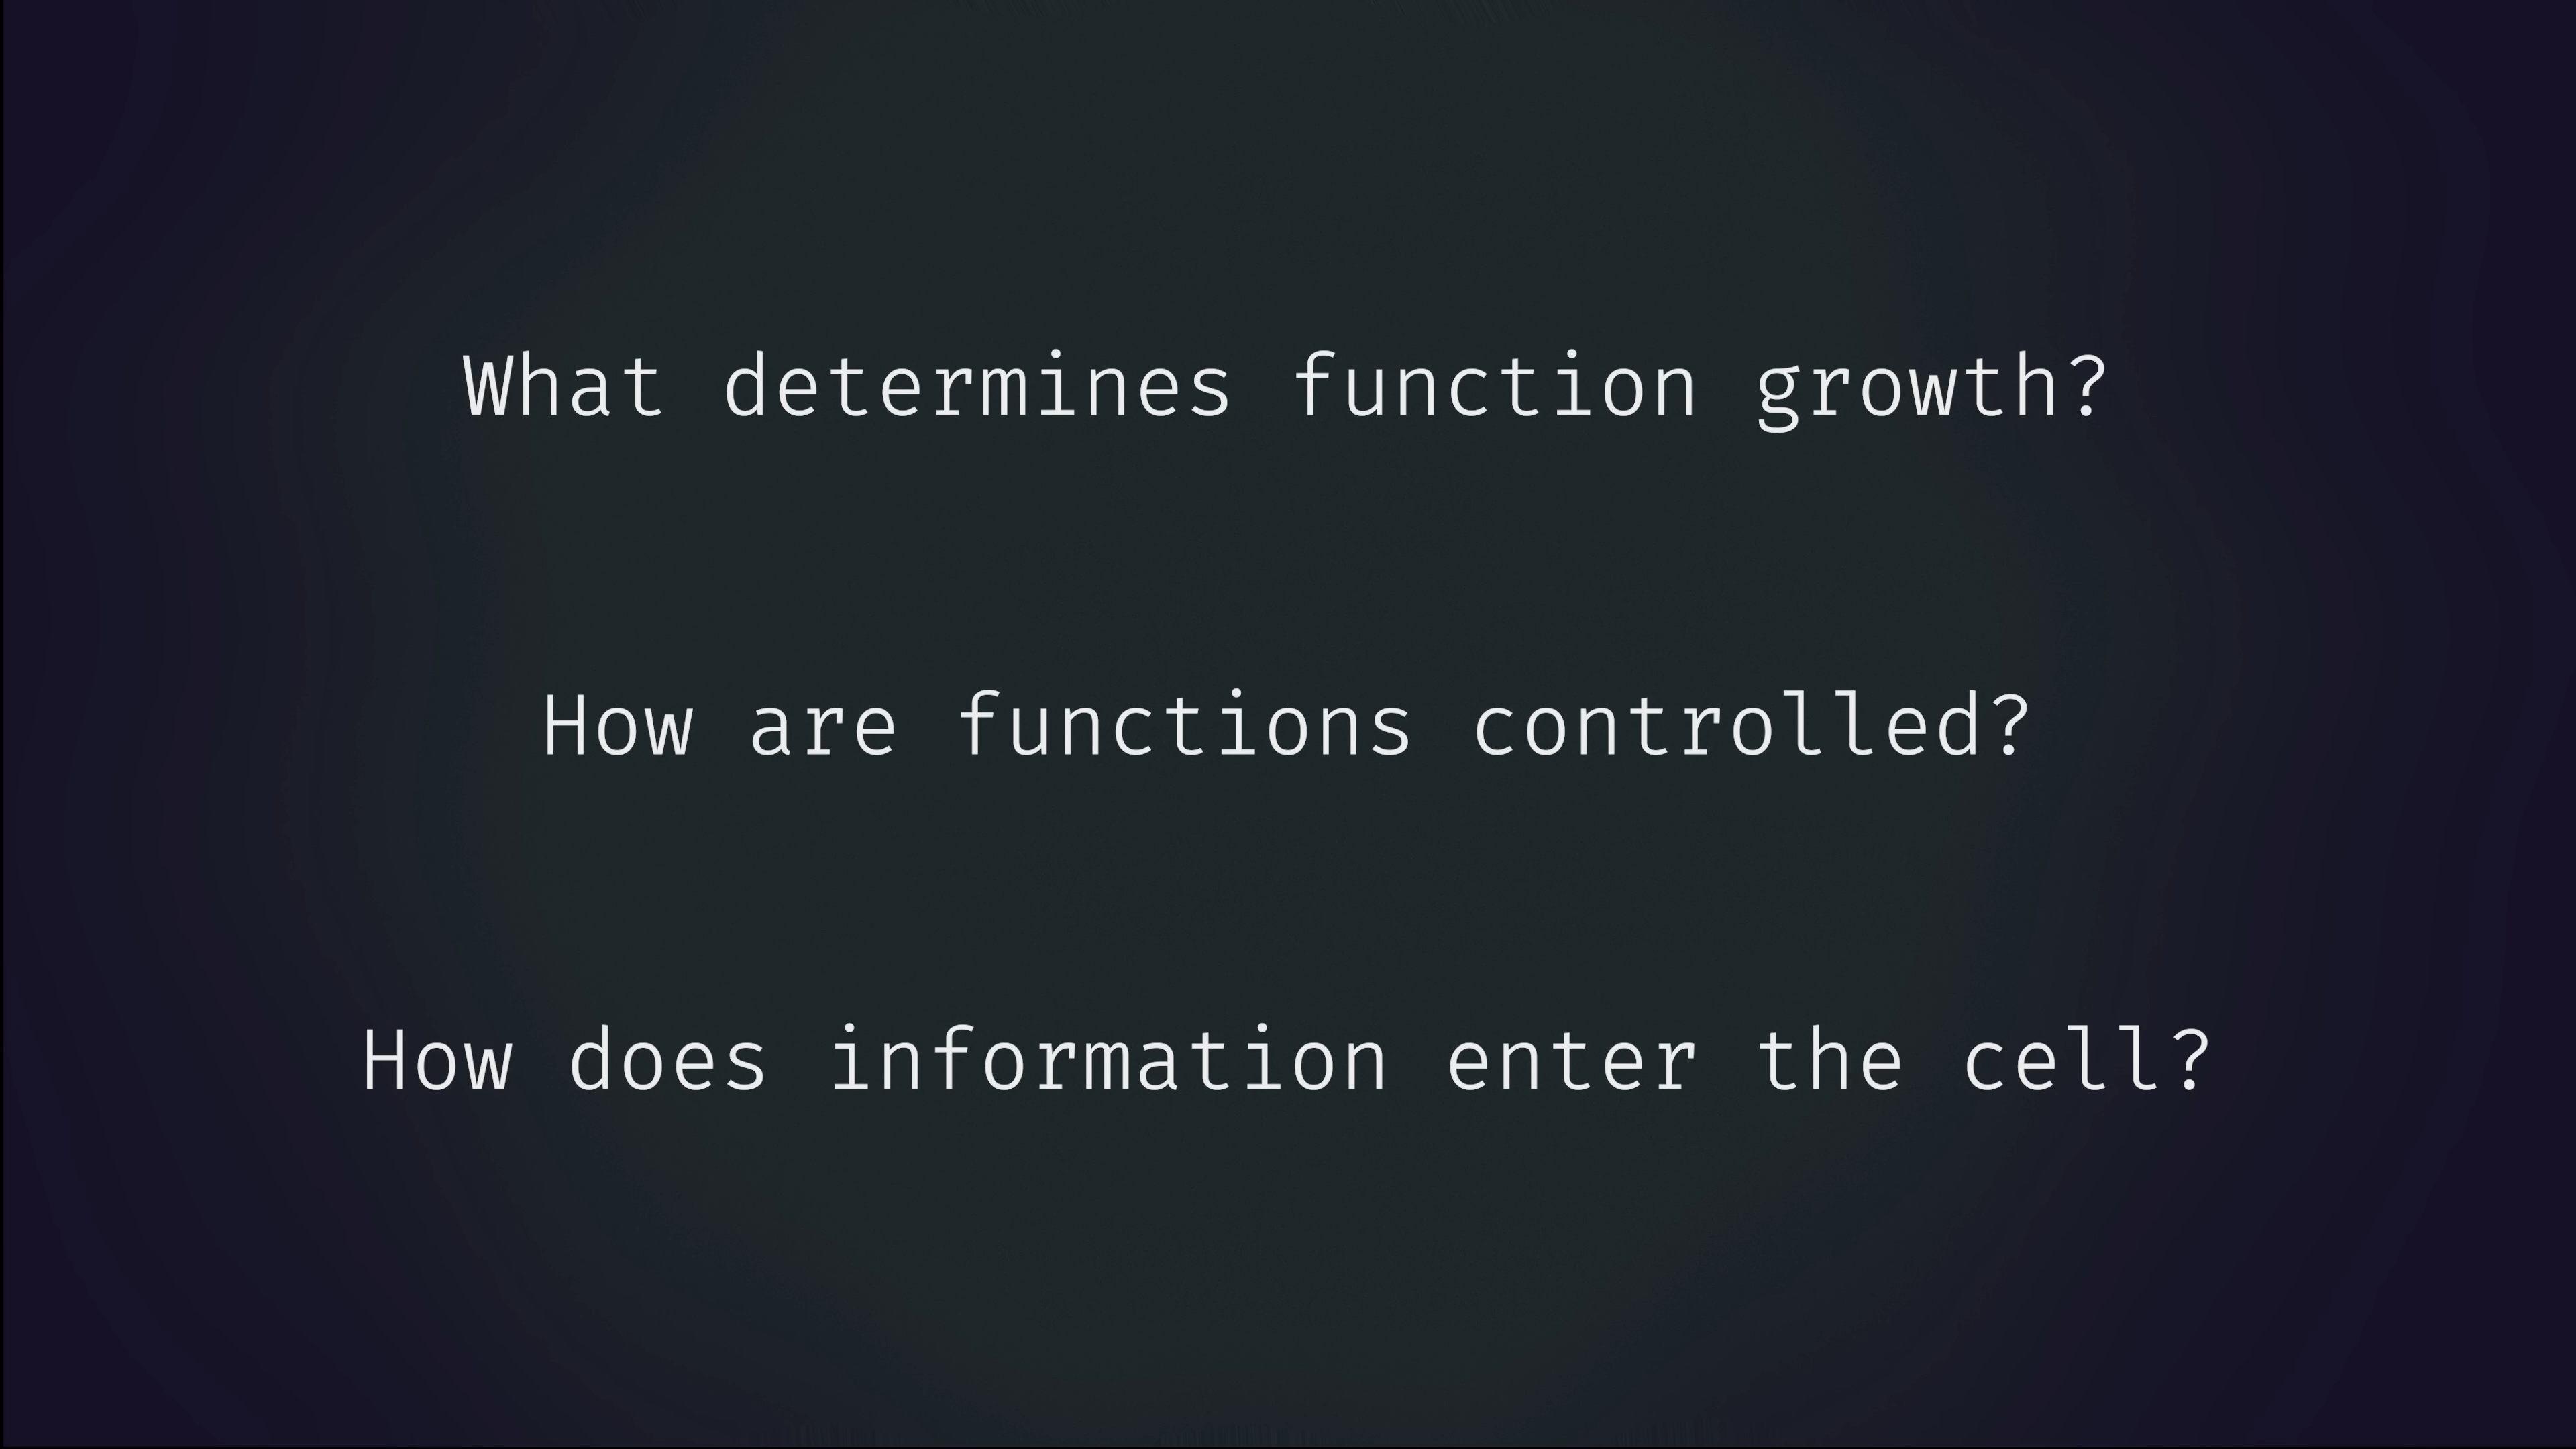 What determines function growth?
How are functions controlled?
How does information enter the cell?